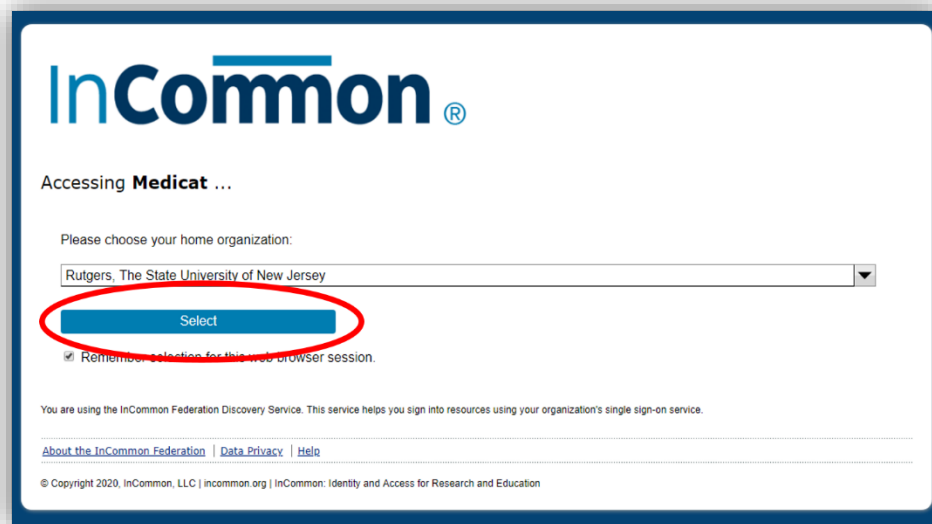 InCommon ®
Accessing Medicat ...
Please choose your home organization:
Rutgers, The State University of New Jersey
Select
Remember selection for this web browser session.
You are using the InCommon Federation Discovery Service. This service helps you sign into resources using your organization's single sign-on service.
About the InCommon Federation | Data Privacy | Help
© Copyright 2020, InCommon, LLC | incommon.org | InCommon: Identity and Access for Research and Education